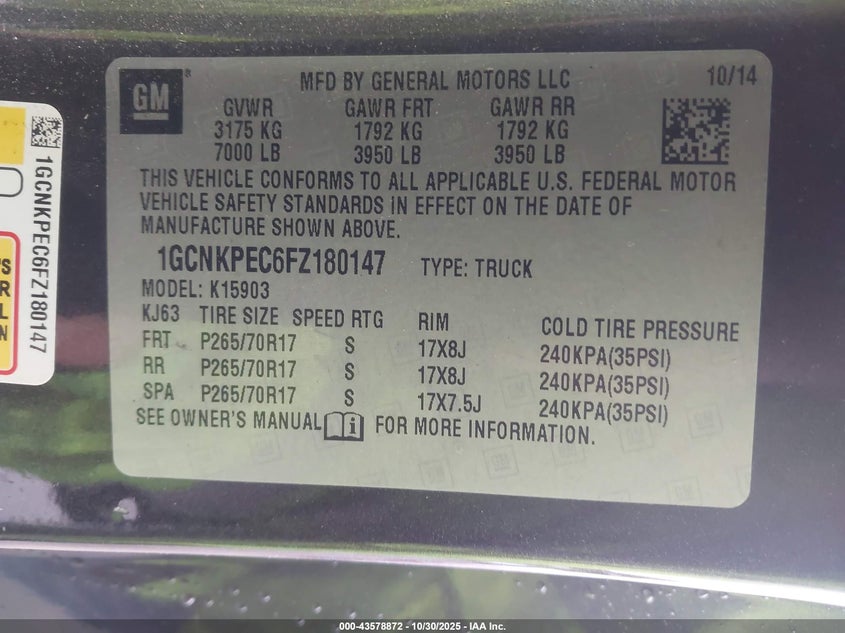 GM ®
MFD BY GENERAL MOTORS LLC
10/14
GVWR GAWR FRT GAWR RR
3175 KG 1792 KG 1792 KG
7000 LB 3950 LB 3950 LB
THIS VEHICLE CONFORMS TO ALL APPLICABLE U.S. FEDERAL MOTOR
VEHICLE SAFETY STANDARDS IN EFFECT ON THE DATE OF
MANUFACTURE SHOWN ABOVE.
1GCNKPEC6FZ180147 TYPE: TRUCK
MODEL: K15903
KJ63 TIRE SIZE SPEED RTG RIM COLD TIRE PRESSURE
FRT P265/70R17 S 17X8J 240KPA(35PSI)
RR P265/70R17 S 17X8J 240KPA(35PSI)
SPA P265/70R17 S 17X7.5J 240KPA(35PSI)
SEE OWNER'S MANUAL FOR MORE INFORMATION.
1GCNKPEC6FZ180147
000-43578872 - 10/30/2025 - IAA Inc.